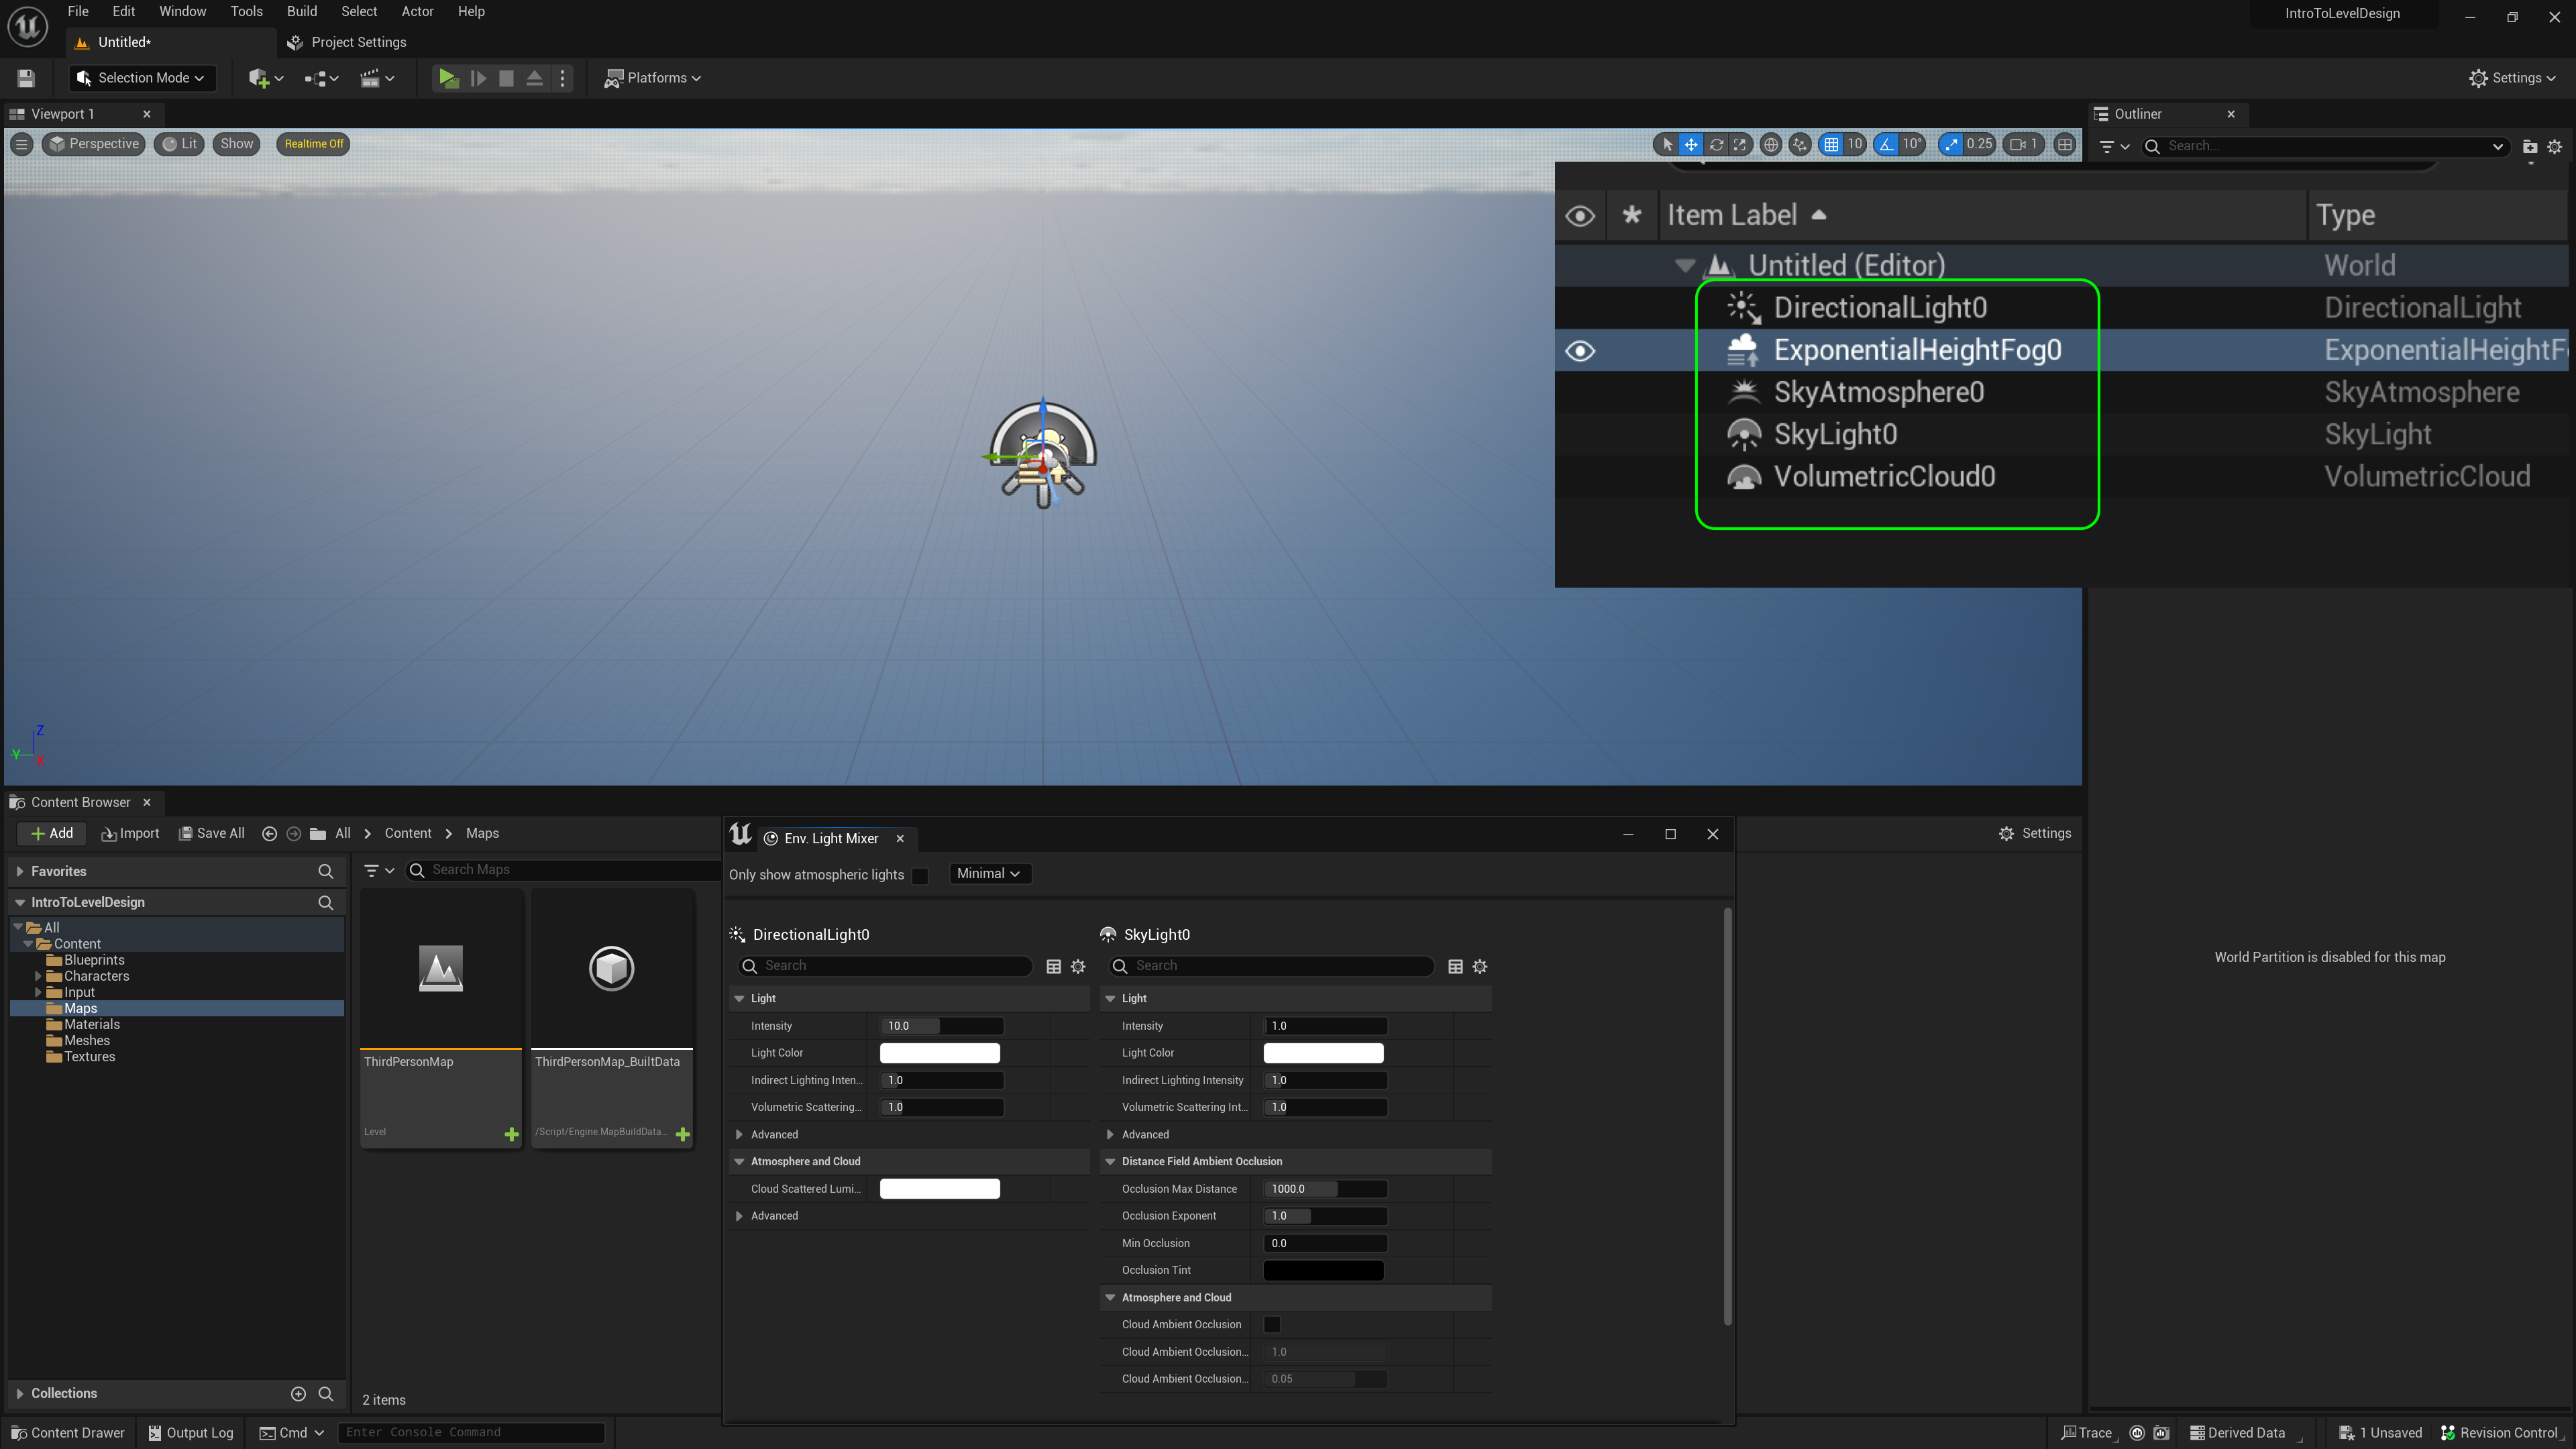 File Edit Window Tools Build Select Actor Help
IntroToLevelDesign
Untitled* Project Settings
Selection Mode Platforms Settings
Viewport 1
Outliner
Perspective Lit Show Realtime Off 10 10° 0.25 1
Search...
Item Label Type
Untitled (Editor) World
DirectionalLight0 DirectionalLight
ExponentialHeightFog0 ExponentialHeightF
SkyAtmosphere0 SkyAtmosphere
SkyLight0 SkyLight
VolumetricCloud0 VolumetricCloud
Z
Y
X
Content Browser
Add Import Save All All Content Maps Settings
Favorites
Search Maps
IntroToLevelDesign
All
Content
Blueprints
Characters
Input
Maps
Materials
Meshes
Textures
ThirdPersonMap
Level
ThirdPersonMap_BuiltData
/Script/Engine.MapBuildData...
Collections
2 items
Env. Light Mixer
Only show atmospheric lights Minimal
DirectionalLight0
Search
Light
Intensity 10.0
Light Color
Indirect Lighting Inten... 1.0
Volumetric Scattering... 1.0
Advanced
Atmosphere and Cloud
Cloud Scattered Lumi...
Advanced
SkyLight0
Search
Light
Intensity 1.0
Light Color
Indirect Lighting Intensity 1.0
Volumetric Scattering Int... 1.0
Advanced
Distance Field Ambient Occlusion
Occlusion Max Distance 1000.0
Occlusion Exponent 1.0
Min Occlusion 0.0
Occlusion Tint
Atmosphere and Cloud
Cloud Ambient Occlusion
Cloud Ambient Occlusion... 1.0
Cloud Ambient Occlusion... 0.05
World Partition is disabled for this map
Content Drawer Output Log Cmd Enter Console Command Trace Derived Data 1 Unsaved Revision Control